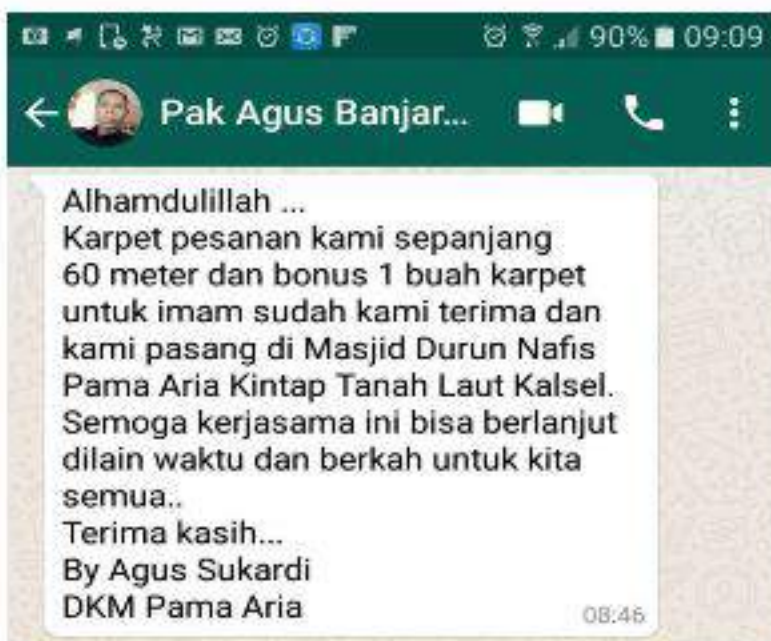 90% 09:09
Pak Agus Banjar...
Alhamdulillah ...
Karpet pesanan kami sepanjang
60 meter dan bonus 1 buah karpet
untuk imam sudah kami terima dan
kami pasang di Masjid Durun Nafis
Pama Aria Kintap Tanah Laut Kalsel.
Semoga kerjasama ini bisa berlanjut
dilain waktu dan berkah untuk kita
semua..
Terima kasih...
By Agus Sukardi
DKM Pama Aria
08:46